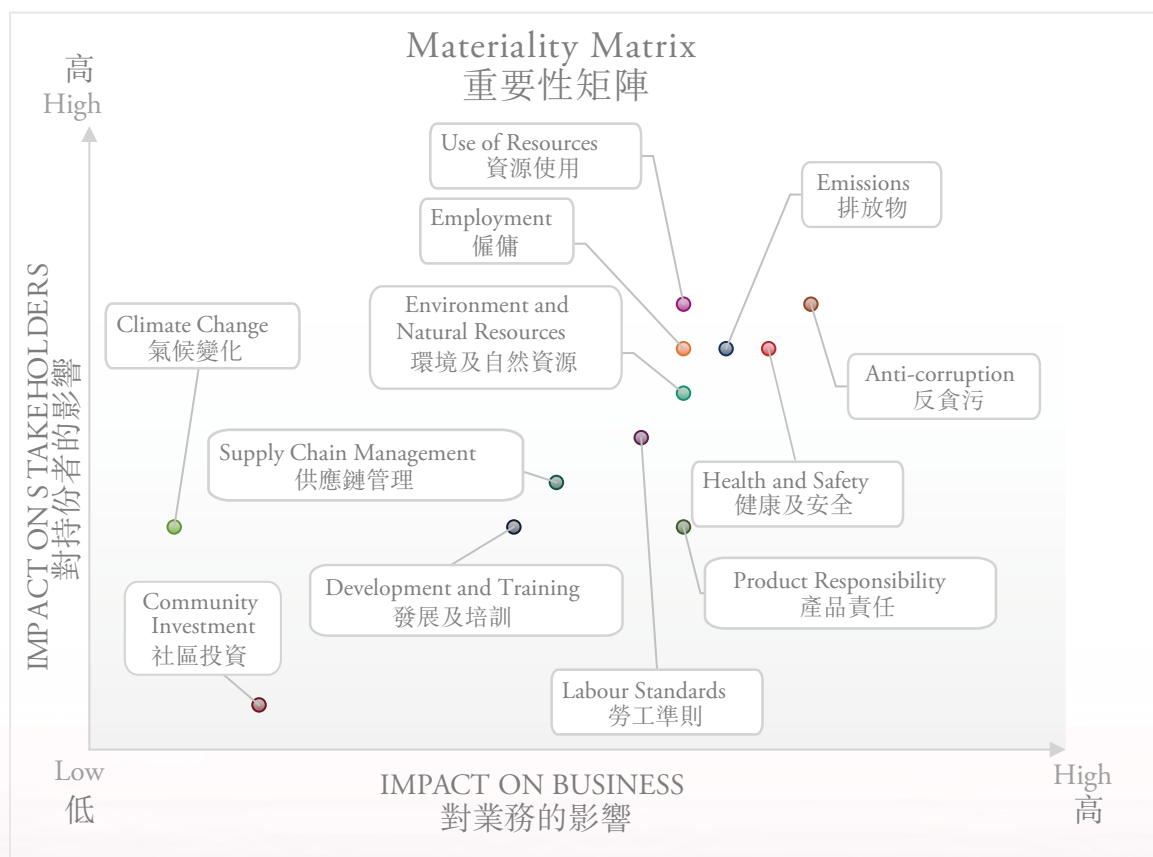 Materiality Matrix
重要性矩陣
高
High
Use of Resources
資源使用
Emissions
排放物
Employment
僱傭
Environment and
Natural Resources
環境及自然資源
Climate Change
氣候變化
Anti-corruption
反貪污
Supply Chain Management
供應鏈管理
Health and Safety
健康及安全
Development and Training
發展及培訓
Product Responsibility
產品責任
Community
Investment
社區投資
Labour Standards
勞工準則
IMPACT ON STAKEHOLDERS
對持份者的影響
Low
低
IMPACT ON BUSINESS
對業務的影響
High
高